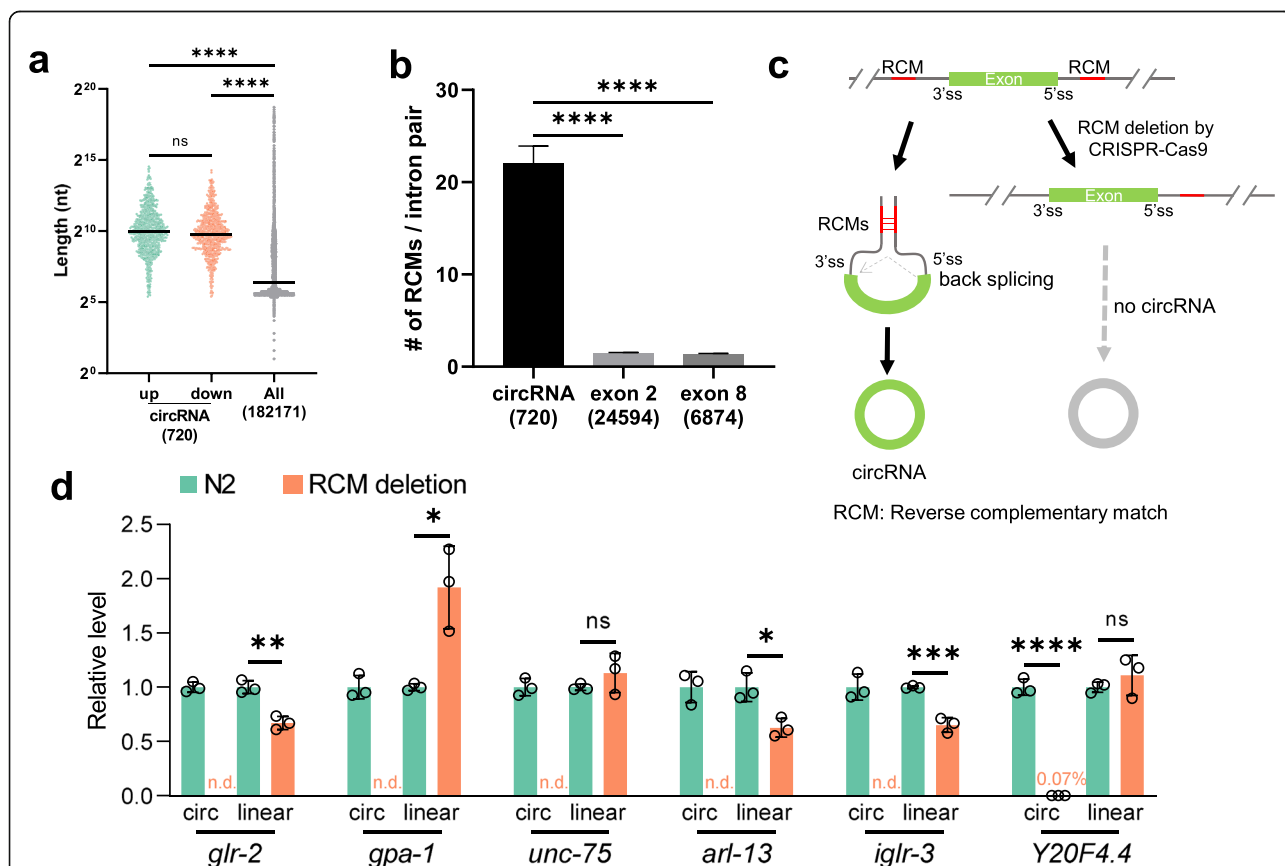 a
****
****
ns
Length (nt)
2^20
2^15
2^10
2^5
2^0
up
down
All
circRNA
(182171)
(720)
b
****
****
# of RCMs / intron pair
30
20
10
0
circRNA
exon 2
exon 8
(720)
(24594)
(6874)
c
RCM
Exon
RCM
3'ss
5'ss
RCM deletion by
CRISPR-Cas9
Exon
3'ss
5'ss
RCMs
3'ss
5'ss
back splicing
no circRNA
circRNA
RCM: Reverse complementary match
d
N2
RCM deletion
Relative level
2.5
2.0
1.5
1.0
0.5
0.0
**
*
ns
*
***
****
ns
n.d.
n.d.
n.d.
n.d.
n.d.
0.07%
circ linear
circ linear
circ linear
circ linear
circ linear
circ linear
glr-2
gpa-1
unc-75
arl-13
iglr-3
Y20F4.4